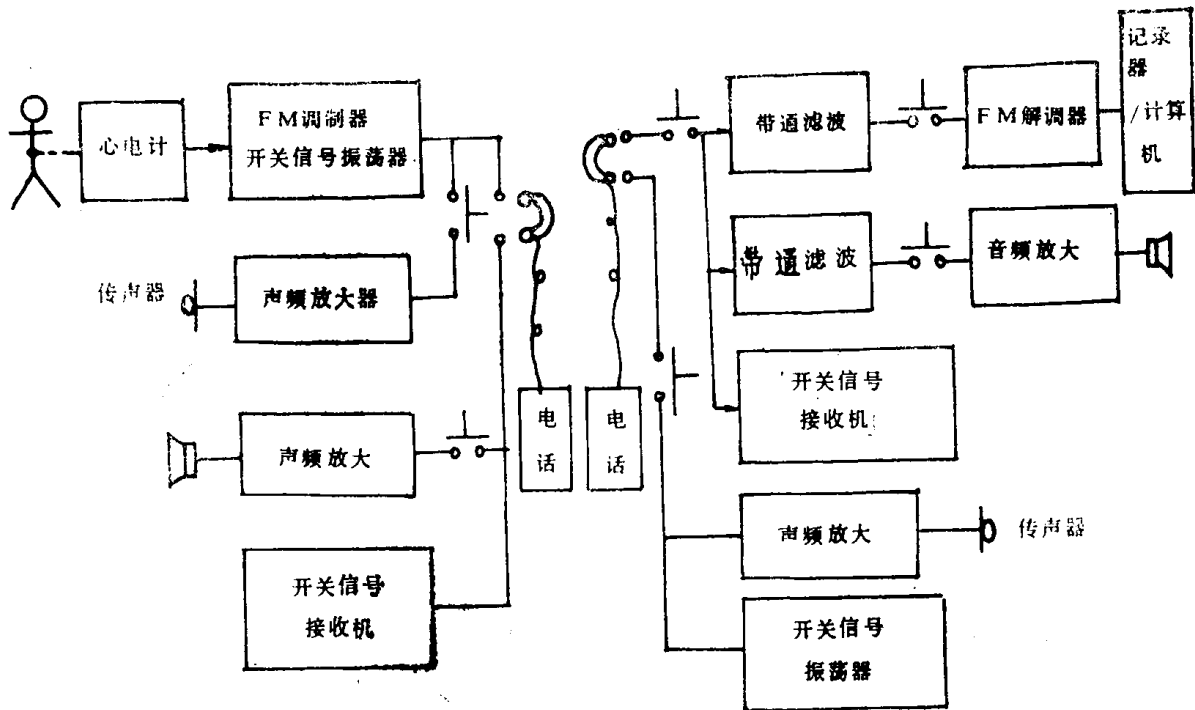 心电计
FM调制器
开关信号振荡器
传声器
声频放大器
声频放大
开关信号
接收机
电
话
电
话
带通滤波
FM解调器
记录
器
/计算
机
带通滤波
音频放大
开关信号
接收机
声频放大
传声器
开关信号
振荡器